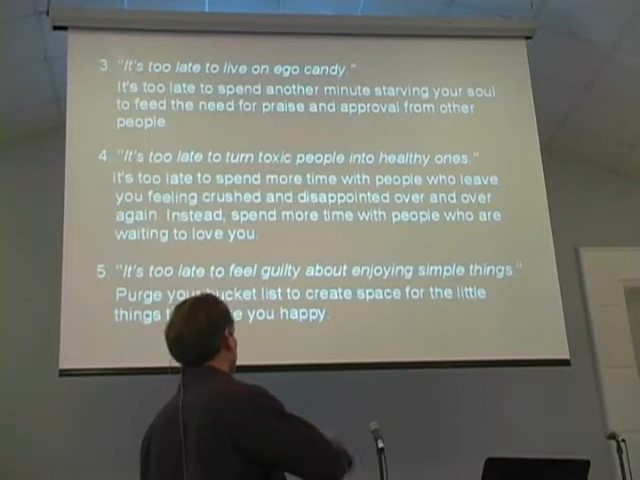 3. "It's too late to live on ego candy."
It's too late to spend another minute starving your soul
to feed the need for praise and approval from other
people.
4. "It's too late to turn toxic people into healthy ones."
It's too late to spend more time with people who leave
you feeling crushed and disappointed over and over
again. Instead, spend more time with people who are
waiting to love you.
5. "It's too late to feel guilty about enjoying simple things."
Purge your bucket list to create space for the little
things you happy.